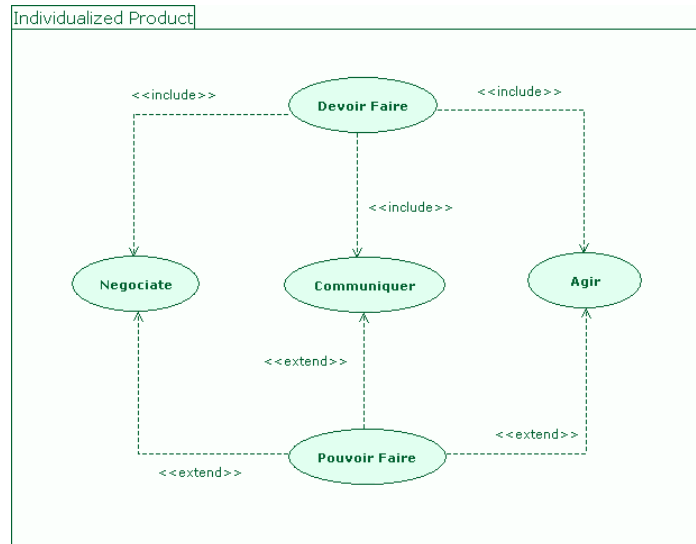 Individualized Product
<<include>>
<<include>>
Devoir Faire
<<include>>
Negociate
Communiquer
Agir
<<extend>>
<<extend>>
Pouvoir Faire
<<extend>>